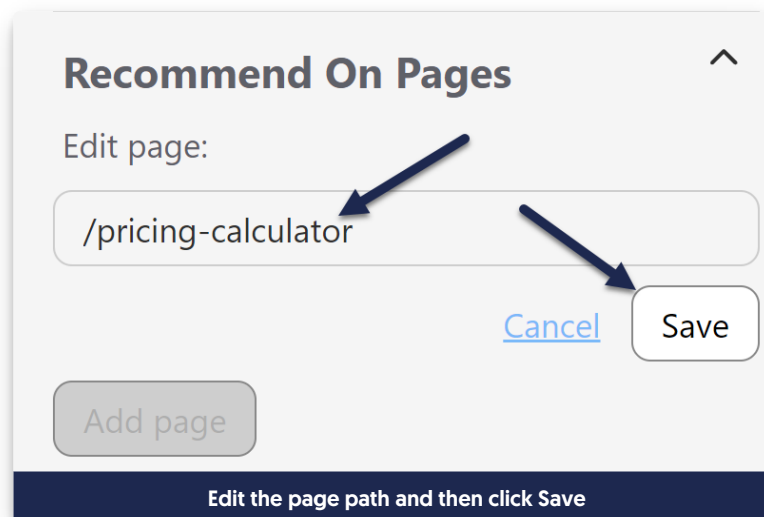 Recommend On Pages
Edit page:
/pricing-calculator
Cancel
Save
Add page
Edit the page path and then click Save